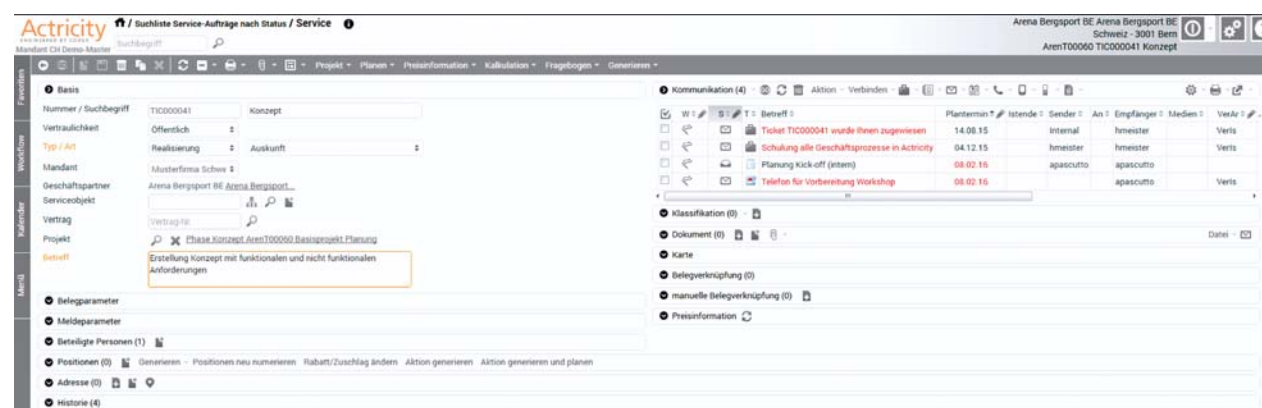 Actricity
Mandant CH Demo-Master
/ Suchliste Service-Aufträge nach Status / Service
Suchbegriff
Arena Bergsport BE Arena Bergsport BE
Schweiz - 3001 Bern
ArenT00060 TIC000041 Konzept
Projekt - Planen - Preisinformation - Kalkulation - Fragebogen - Generieren -
Favoriten
Workflow
Kalender
Menü
Basis
Nummer / Suchbegriff TIC000041 Konzept
Vertraulichkeit Öffentlich
Typ / Art Realisierung Auskunft
Mandant Musterfirma Schwe
Geschäftspartner Arena Bergsport BE Arena Bergsport...
Serviceobjekt
Vertrag Vertrag-Nr.
Projekt Phase Konzept ArenT00060 Basisprojekt Planung
Betreff Erstellung Konzept mit funktionalen und nicht funktionalen
Anforderungen
Belegparameter
Meldeparameter
Beteiligte Personen (1)
Positionen (0) Generieren - Positionen neu numerieren Rabatt/Zuschlag ändern Aktion generieren Aktion generieren und planen
Adresse (0)
Historie (4)
Kommunikation (4) Aktion - Verbinden -
W S T Betreff Plantermin Istende Sender An Empfänger Medien VerAr
Ticket TIC000041 wurde Ihnen zugewiesen 14.08.15 Internal hmeister Veris
Schulung alle Geschäftsprozesse in Actricity 04.12.15 hmeister hmeister Veris
Planung Kick-off (intern) 08.02.16 apascutto apascutto
Telefon für Vorbereitung Workshop 08.02.16 apascutto Veris
Klassifikation (0)
Dokument (0) Datei -
Karte
Belegverknüpfung (0)
manuelle Belegverknüpfung (0)
Preisinformation